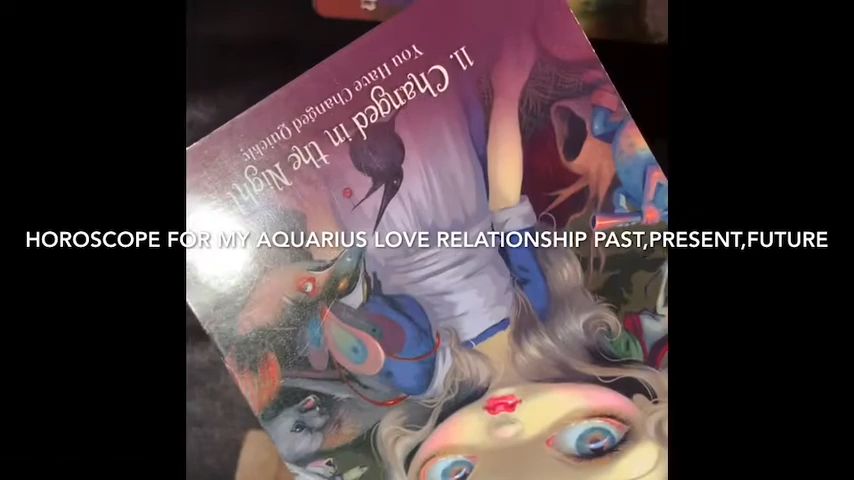 11. Changed in the Night
You Have Changed Quickly
HOROSCOPE FOR MY AQUARIUS LOVE RELATIONSHIP PAST,PRESENT,FUTURE